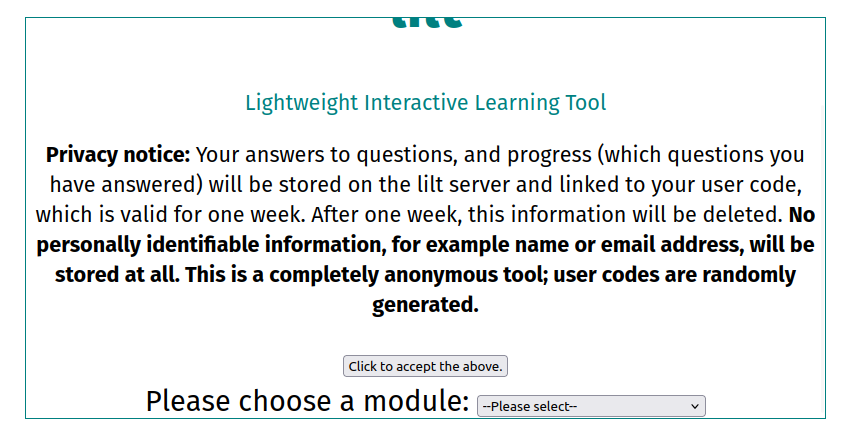 lilt
Lightweight Interactive Learning Tool
Privacy notice: Your answers to questions, and progress (which questions you
have answered) will be stored on the lilt server and linked to your user code,
which is valid for one week. After one week, this information will be deleted. No
personally identifiable information, for example name or email address, will be
stored at all. This is a completely anonymous tool; user codes are randomly
generated.
Click to accept the above.
Please choose a module: --Please select--